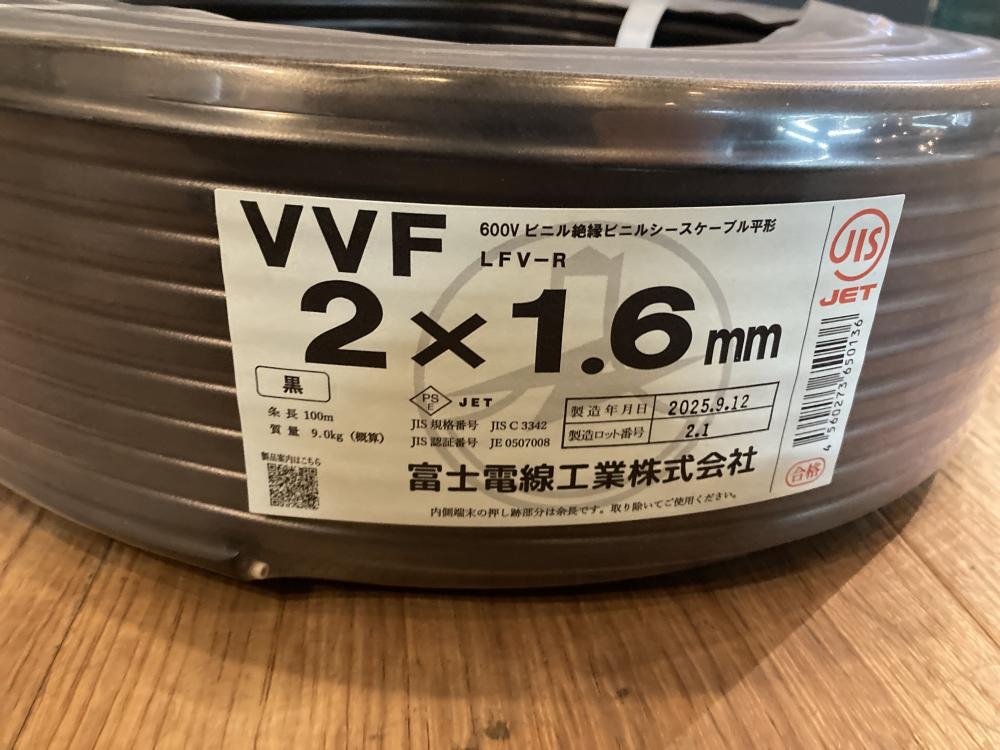 VVF 600V ビニル絶縁ビニルシースケーブル平形
LFV-R
2×1.6mm
黒
条長 100m
質量 9.0kg（概算）
製品案内はこちら
PS
E
JET
JIS 規格番号 JIS C 3342
JIS 認証番号 JE 0507008
製造年月日 2025.9.12
製造ロット番号 2.1
富士電線工業株式会社
内側端末の押し跡部分は余長です。取り除いてご使用ください。
JIS
JET
4 560273 650136
合格